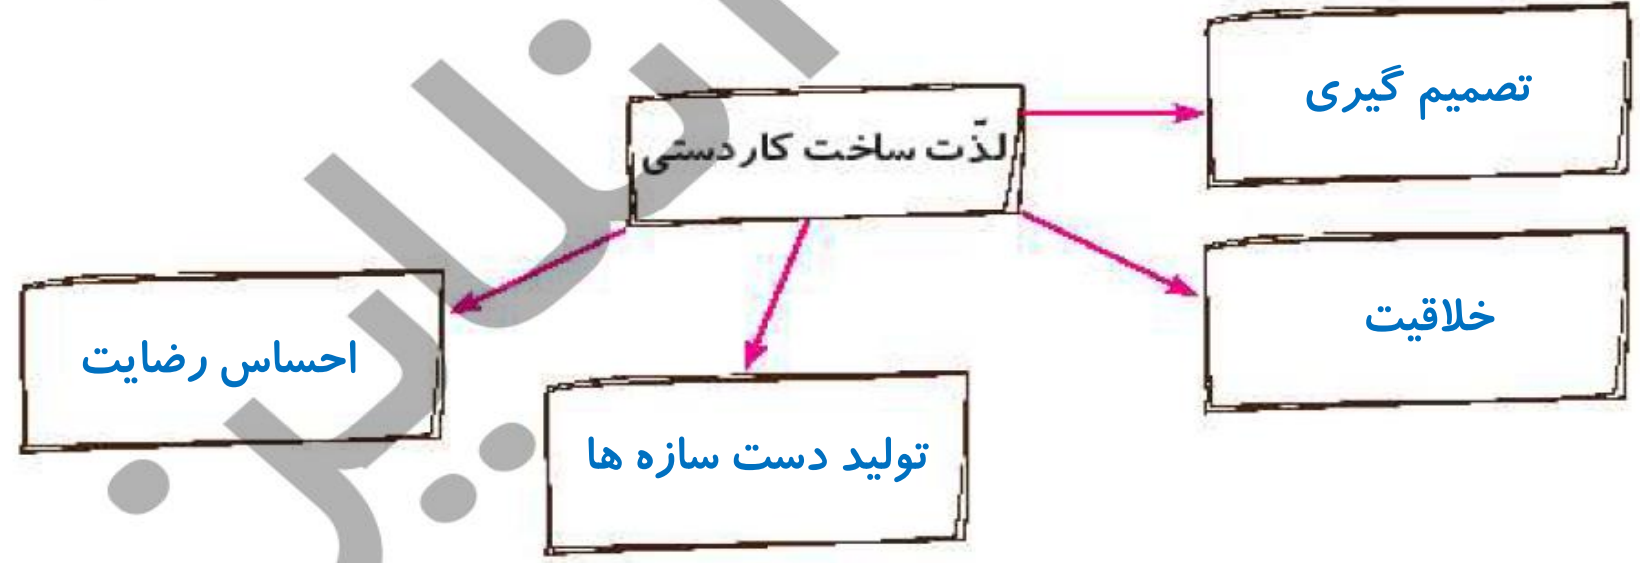 تصمیم گیری
لذّت ساخت کاردستی
خلاقیت
احساس رضایت
تولید دست سازه ها